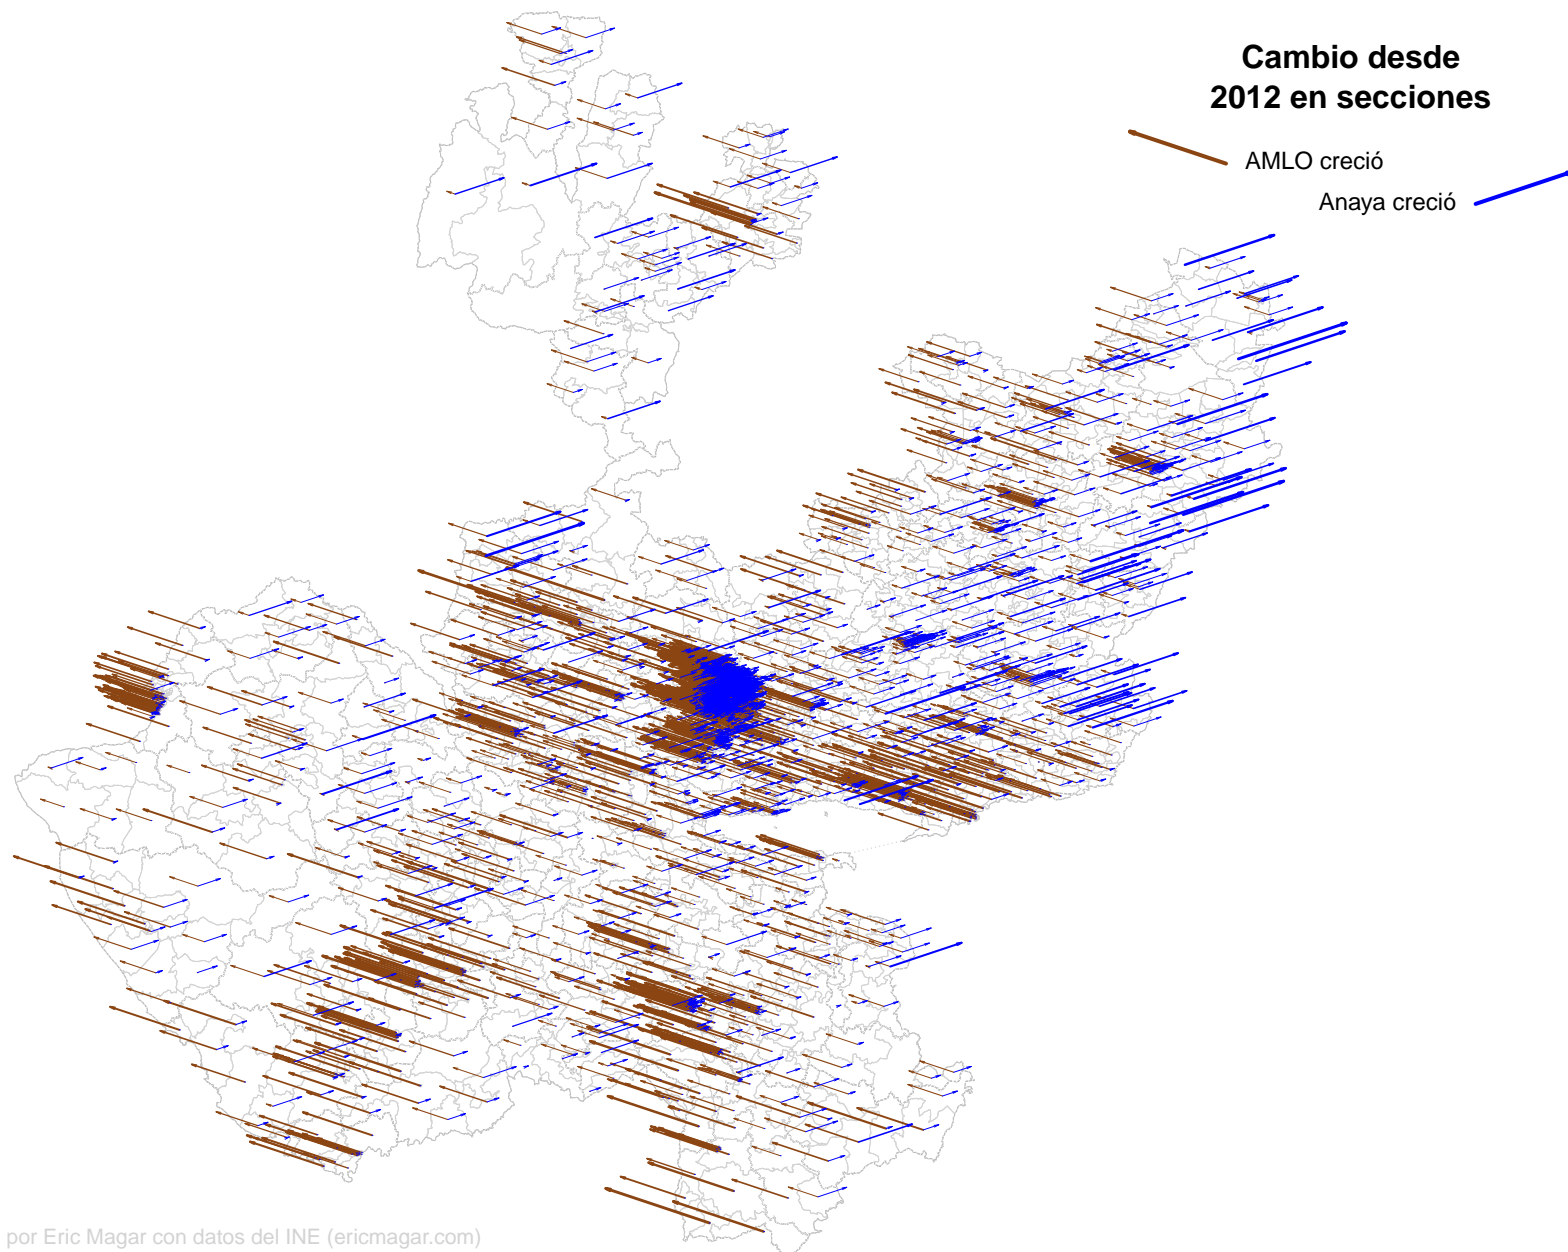 Cambio desde
2012 en secciones
AMLO creció
Anaya creció
por Eric Magar con datos del INE (ericmagar.com)